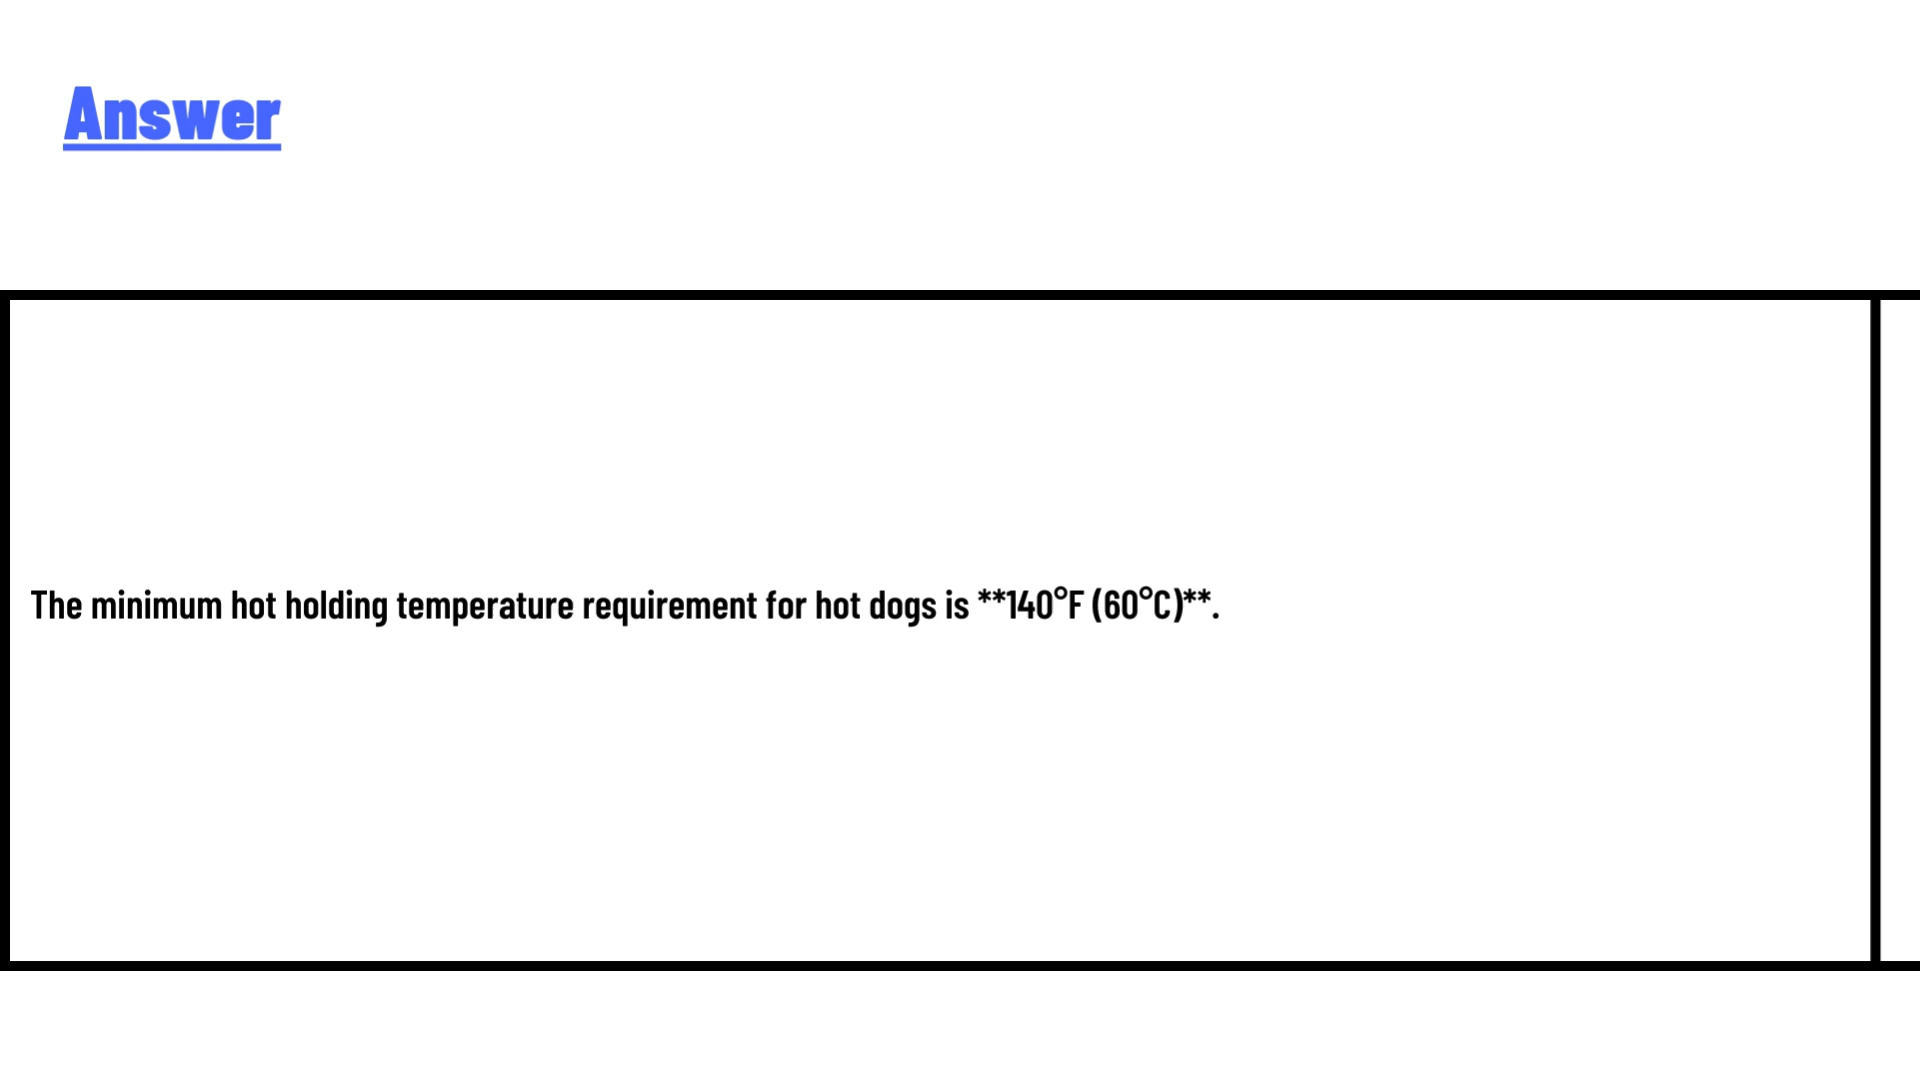 Answer
The minimum hot holding temperature requirement for hot dogs is **140°F (60°C)**.